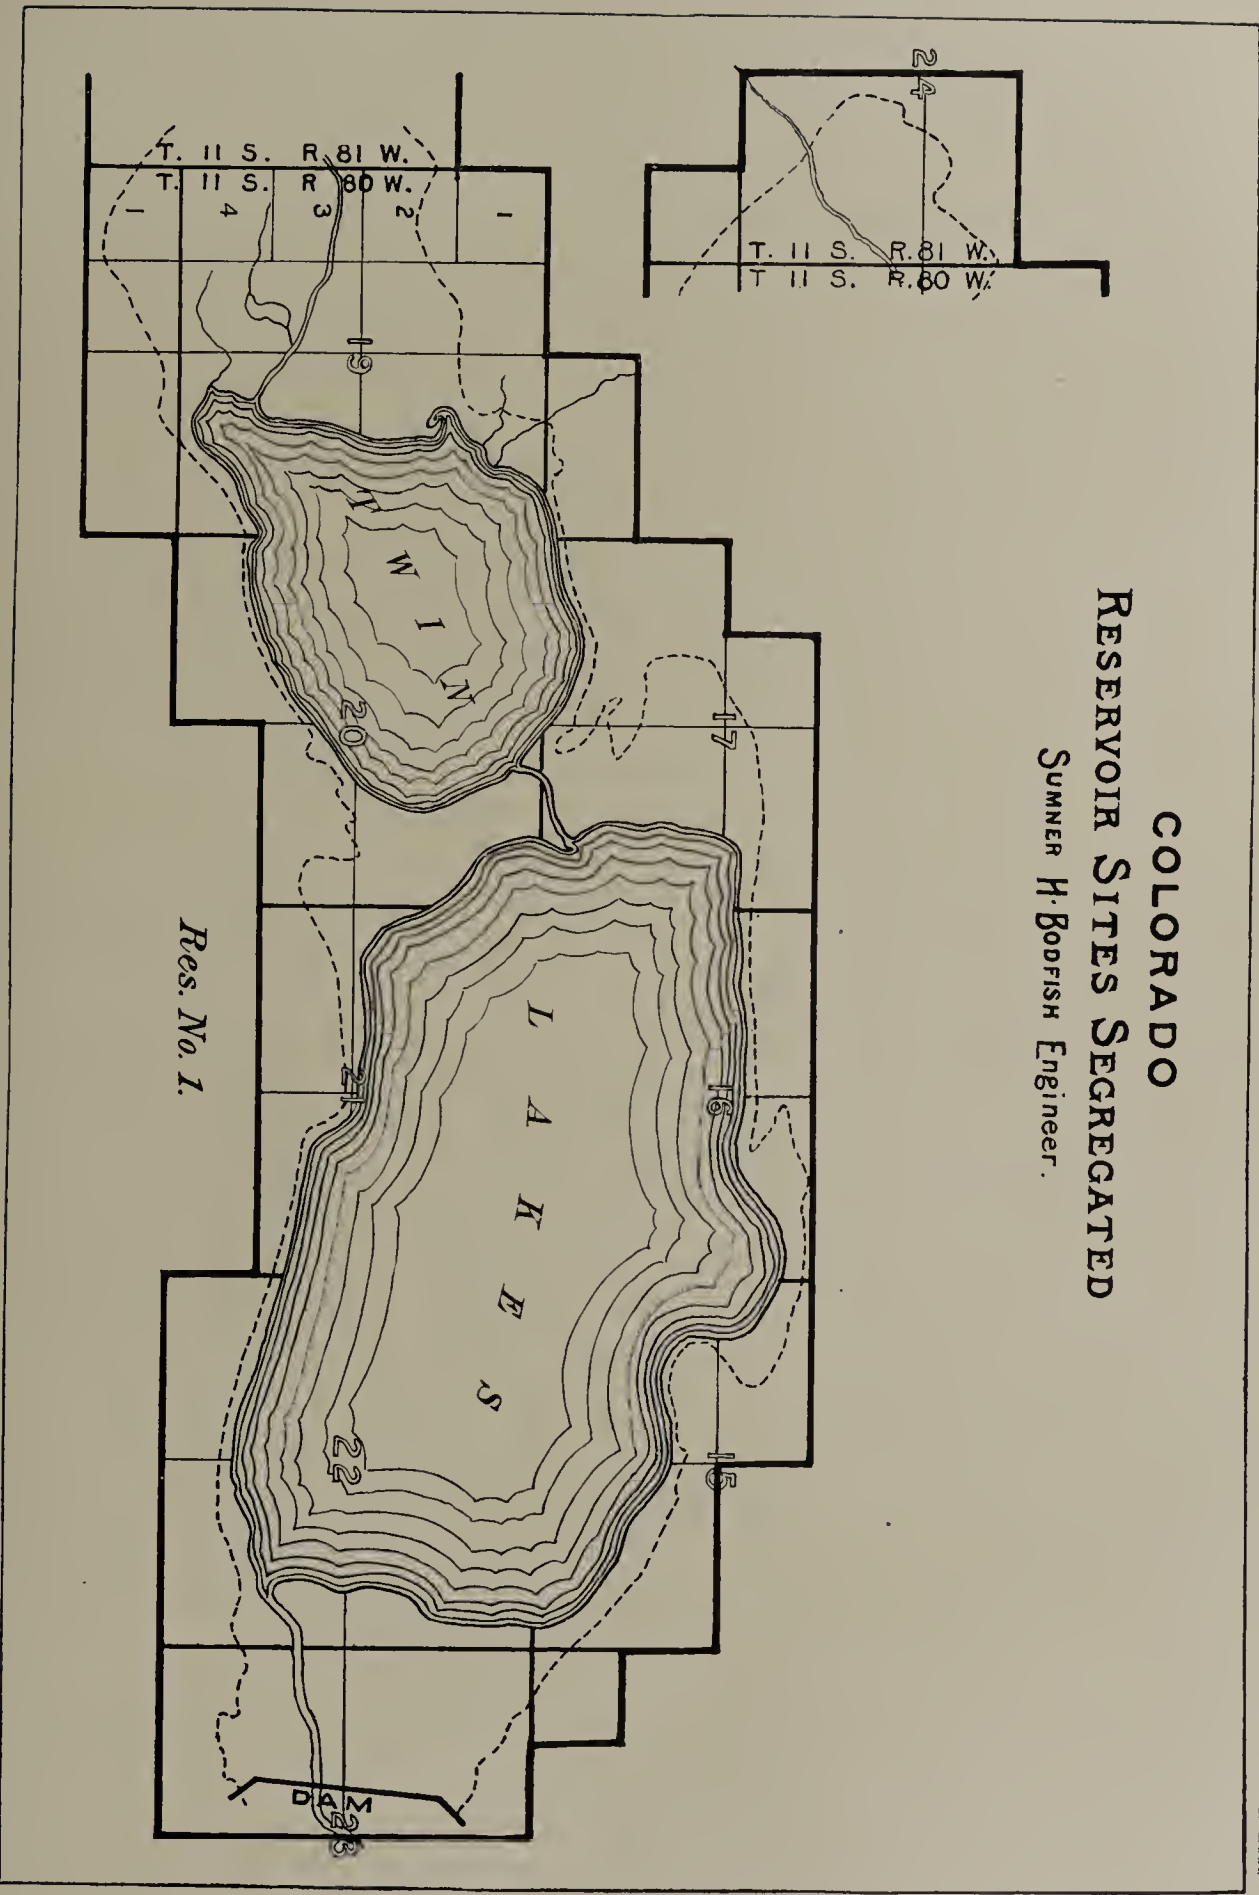 COLORADO
RESERVOIR SITES SEGREGATED
SUMNER H. BODFISH Engineer.
24
T. 11 S. R. 81 W.
T. 11 S. R. 80 W.
T. 11 S. R. 81 W.
T. 11 S. R 80 W.
1
4
3
2
1
19
17
20
TWIN
16
21
LAKES
15
22
Res. No. 1.
DAM
23